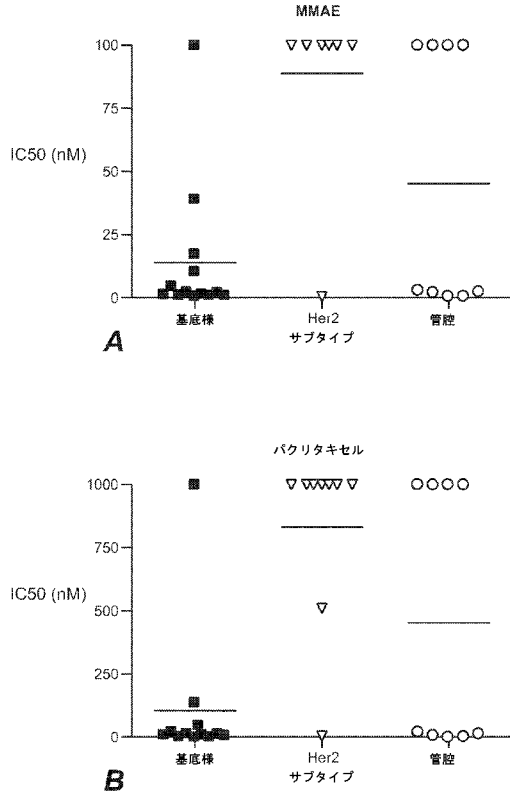 MMAE
100
75
IC50 (nM)
50
25
0
基底様
Her2
管腔
サブタイプ
A
パクリタキセル
1000
750
IC50 (nM)
500
250
0
基底様
Her2
管腔
サブタイプ
B